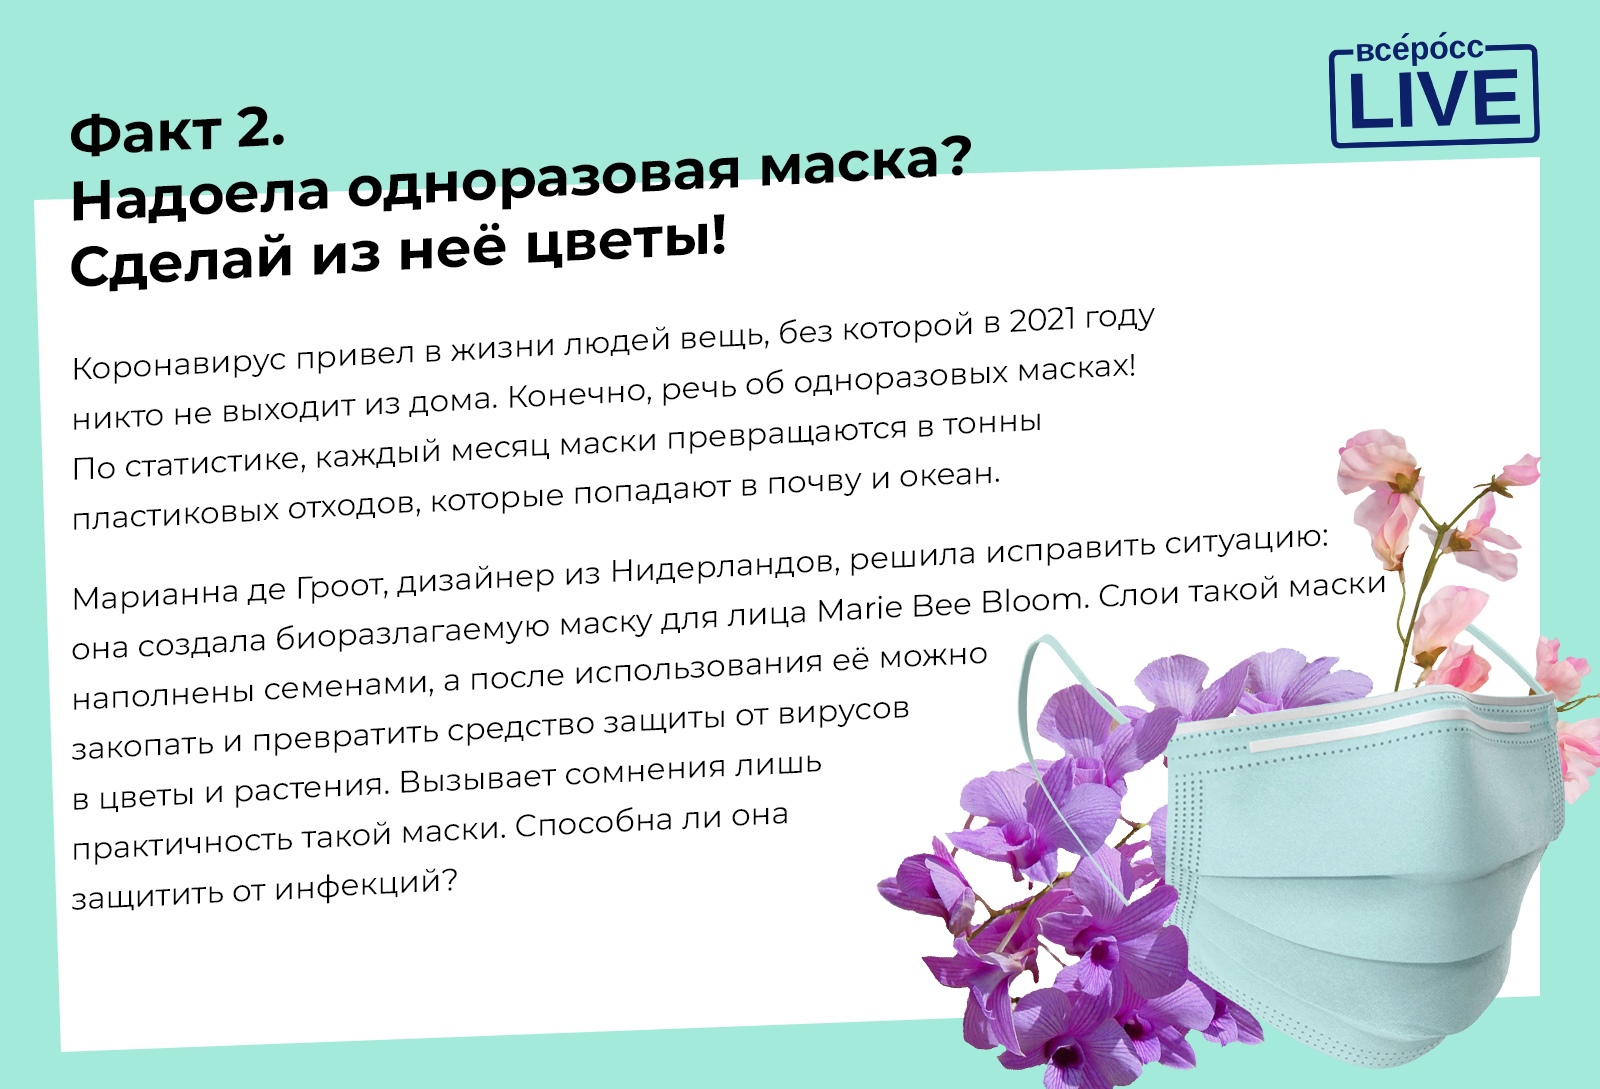 всéрóсс
LIVE
Факт 2.
Надоела одноразовая маска?
Сделай из неё цветы!
Коронавирус привел в жизни людей вещь, без которой в 2021 году
никто не выходит из дома. Конечно, речь об одноразовых масках!
По статистике, каждый месяц маски превращаются в тонны
пластиковых отходов, которые попадают в почву и океан.
Марианна де Гроот, дизайнер из Нидерландов, решила исправить ситуацию:
она создала биоразлагаемую маску для лица Marie Bee Bloom. Слои такой маски
наполнены семенами, а после использования её можно
закопать и превратить средство защиты от вирусов
в цветы и растения. Вызывает сомнения лишь
практичность такой маски. Способна ли она
защитить от инфекций?